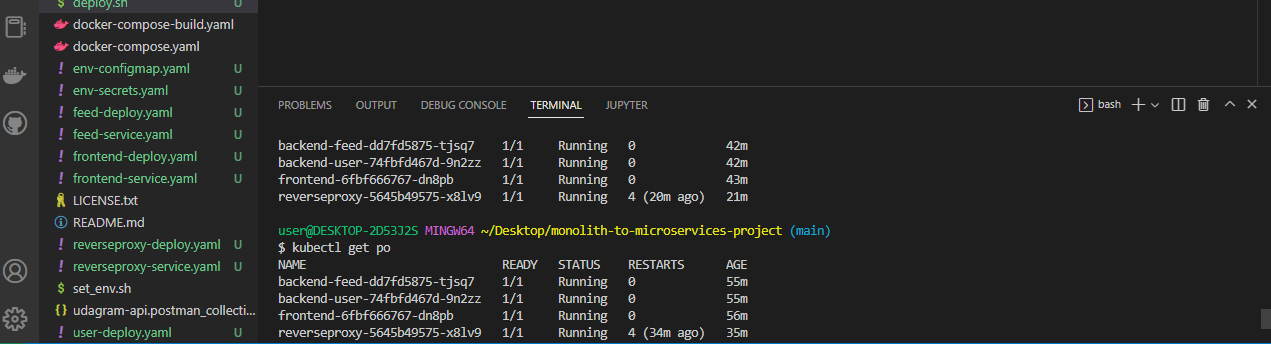 deploy.sh U
docker-compose-build.yaml
docker-compose.yaml
env-configmap.yaml U
env-secrets.yaml U
feed-deploy.yaml U
feed-service.yaml U
frontend-deploy.yaml U
frontend-service.yaml U
LICENSE.txt
README.md
reverseproxy-deploy.yaml U
reverseproxy-service.yaml U
set_env.sh
udagram-api.postman_collecti...
user-deploy.yaml U
PROBLEMS OUTPUT DEBUG CONSOLE TERMINAL JUPYTER bash
backend-feed-dd7fd5875-tjsq7 1/1 Running 0 42m
backend-user-74fbfd467d-9n2zz 1/1 Running 0 42m
frontend-6fbf666767-dn8pb 1/1 Running 0 43m
reverseproxy-5645b49575-x8lv9 1/1 Running 4 (20m ago) 21m
user@DESKTOP-2D53J2S MINGW64 ~/Desktop/monolith-to-microservices-project (main)
$ kubectl get po
NAME READY STATUS RESTARTS AGE
backend-feed-dd7fd5875-tjsq7 1/1 Running 0 55m
backend-user-74fbfd467d-9n2zz 1/1 Running 0 55m
frontend-6fbf666767-dn8pb 1/1 Running 0 56m
reverseproxy-5645b49575-x8lv9 1/1 Running 4 (34m ago) 35m